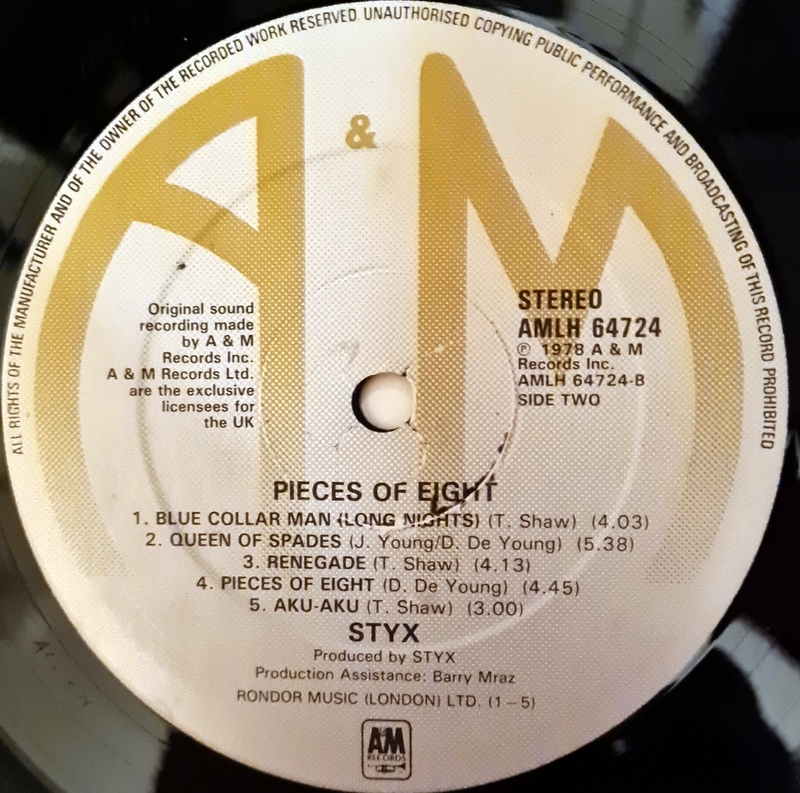 ALL RIGHTS OF THE MANUFACTURER AND OF THE OWNER OF THE RECORDED WORK RESERVED. UNAUTHORISED COPYING PUBLIC PERFORMANCE AND BROADCASTING OF THIS RECORD PROHIBITED
A & M
Original sound
recording made
by A & M
Records Inc.
A & M Records Ltd.
are the exclusive
licensees for
the UK
STEREO
AMLH 64724
℗ 1978 A & M
Records Inc.
AMLH 64724-B
SIDE TWO
PIECES OF EIGHT
1. BLUE COLLAR MAN (LONG NIGHTS) (T. Shaw) (4.03)
2. QUEEN OF SPADES (J. Young/D. De Young) (5.38)
3. RENEGADE (T. Shaw) (4.13)
4. PIECES OF EIGHT (D. De Young) (4.45)
5. AKU-AKU (T. Shaw) (3.00)
STYX
Produced by STYX
Production Assistance: Barry Mraz
RONDOR MUSIC (LONDON) LTD. (1 – 5)
A&M
RECORDS